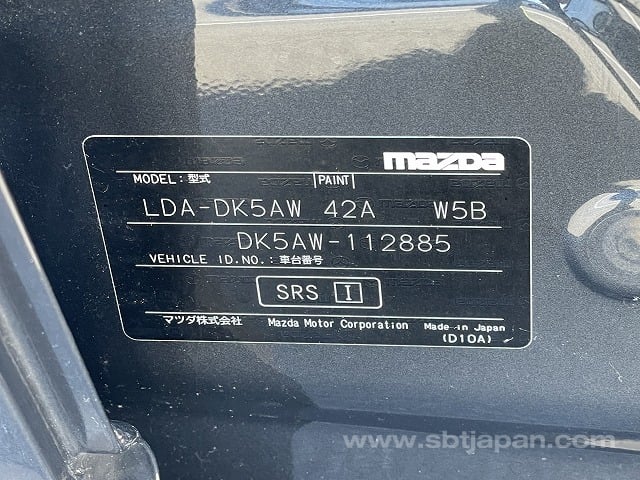 mazda
MODEL: 型式 PAINT
LDA-DK5AW 42A W5B
DK5AW-112885
VEHICLE ID.NO.: 車台番号
SRS I
マツダ株式会社 Mazda Motor Corporation Made in Japan
(D10A)
www.sbtjapan.com